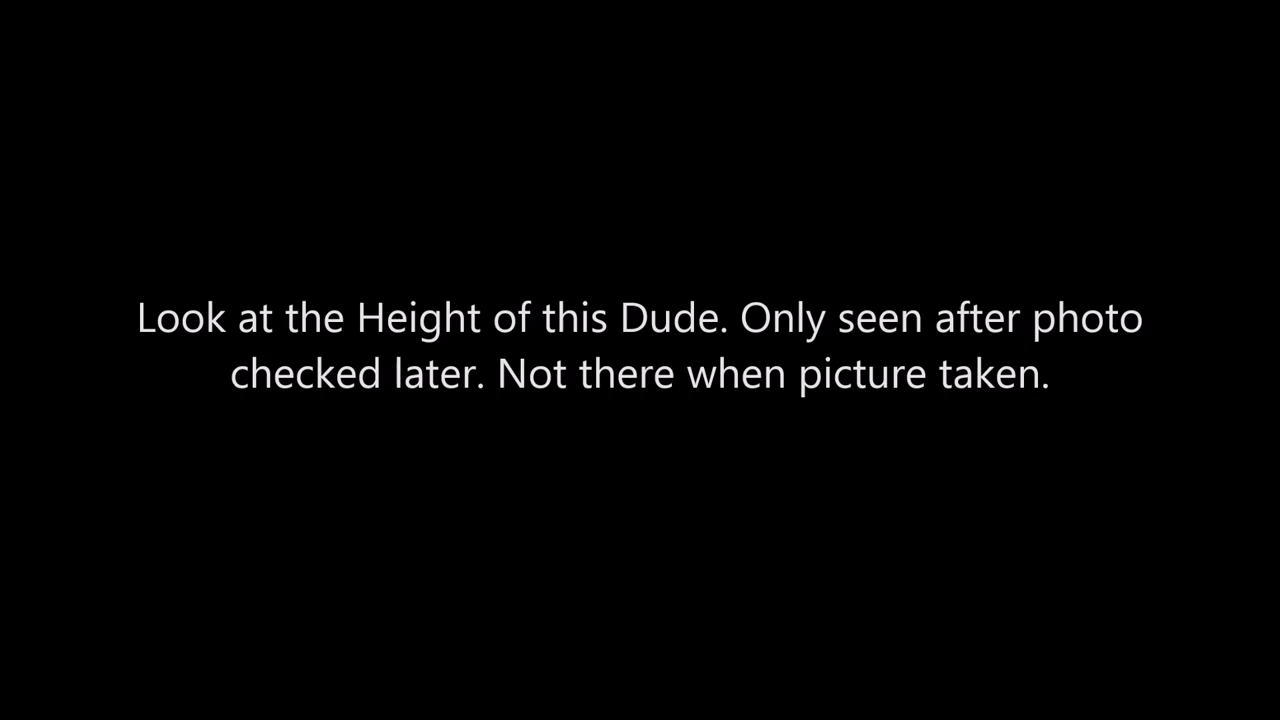 Look at the Height of this Dude. Only seen after photo
checked later. Not there when picture taken.